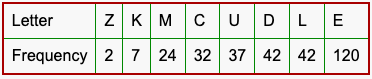 Letter Z K M C U D L E
Frequency 2 7 24 32 37 42 42 120